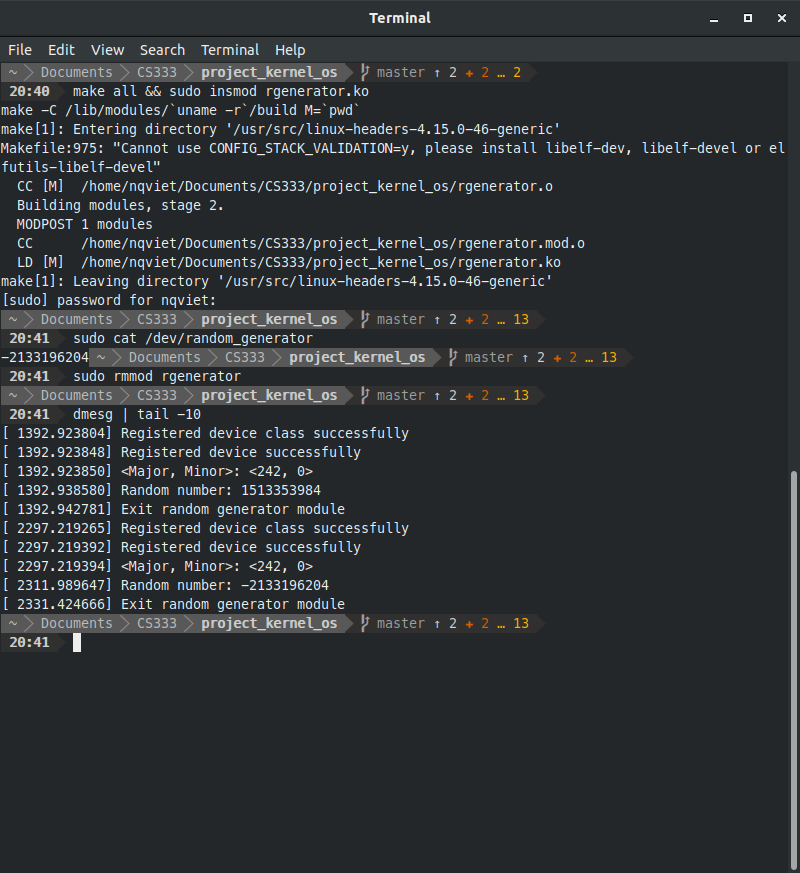 Terminal
File Edit View Search Terminal Help
~ Documents CS333 project_kernel_os master ↑ 2 + 2 … 2
20:40 make all && sudo insmod rgenerator.ko
make -C /lib/modules/`uname -r`/build M=`pwd`
make[1]: Entering directory '/usr/src/linux-headers-4.15.0-46-generic'
Makefile:975: "Cannot use CONFIG_STACK_VALIDATION=y, please install libelf-dev, libelf-devel or el
futils-libelf-devel"
CC [M] /home/nqviet/Documents/CS333/project_kernel_os/rgenerator.o
Building modules, stage 2.
MODPOST 1 modules
CC /home/nqviet/Documents/CS333/project_kernel_os/rgenerator.mod.o
LD [M] /home/nqviet/Documents/CS333/project_kernel_os/rgenerator.ko
make[1]: Leaving directory '/usr/src/linux-headers-4.15.0-46-generic'
[sudo] password for nqviet:
~ Documents CS333 project_kernel_os master ↑ 2 + 2 … 13
20:41 sudo cat /dev/random_generator
-2133196204 ~ Documents CS333 project_kernel_os master ↑ 2 + 2 … 13
20:41 sudo rmmod rgenerator
~ Documents CS333 project_kernel_os master ↑ 2 + 2 … 13
20:41 dmesg | tail -10
[ 1392.923804] Registered device class successfully
[ 1392.923848] Registered device successfully
[ 1392.923850] <Major, Minor>: <242, 0>
[ 1392.938580] Random number: 1513353984
[ 1392.942781] Exit random generator module
[ 2297.219265] Registered device class successfully
[ 2297.219392] Registered device successfully
[ 2297.219394] <Major, Minor>: <242, 0>
[ 2311.989647] Random number: -2133196204
[ 2331.424666] Exit random generator module
~ Documents CS333 project_kernel_os master ↑ 2 + 2 … 13
20:41